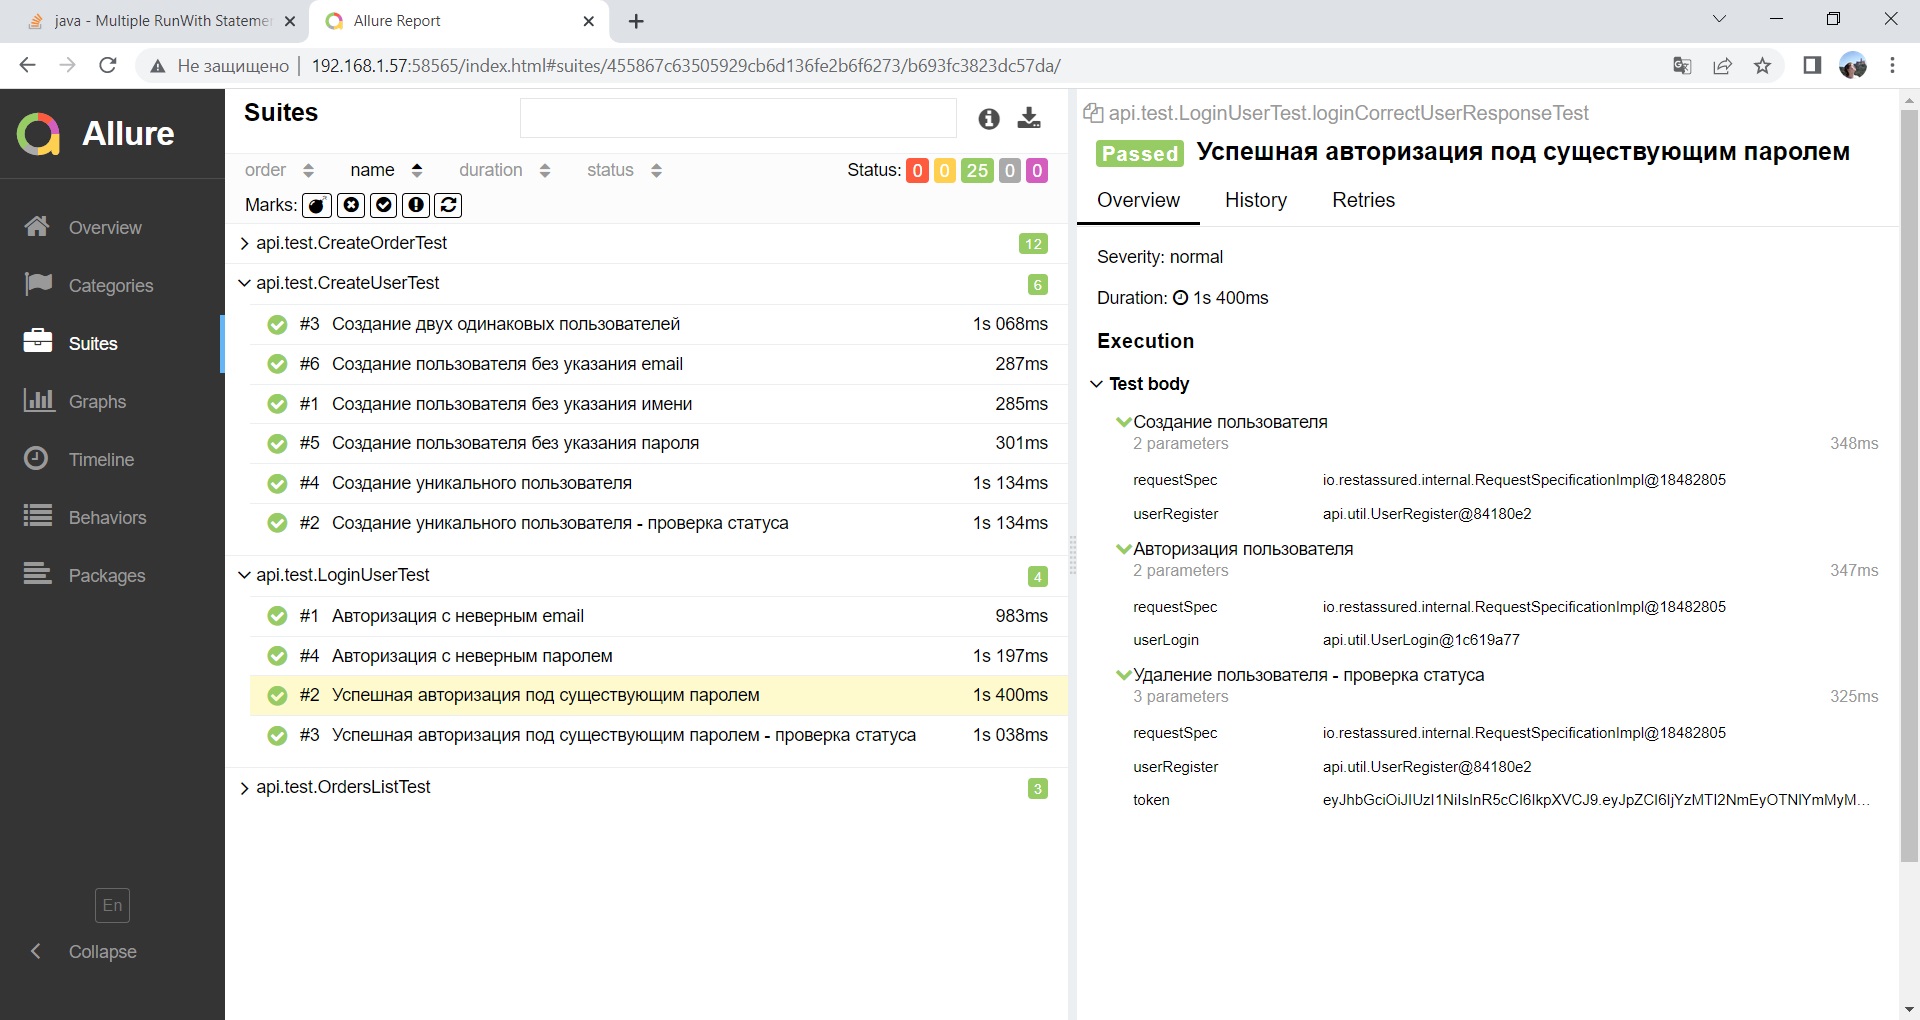 java - Multiple RunWith Statemen
Allure Report
Не защищено
192.168.1.57:58565/index.html#suites/455867c63505929cb6d136fe2b6f6273/b693fc3823dc57da/
Allure
Overview
Categories
Suites
Graphs
Timeline
Behaviors
Packages
En
Collapse
Suites
order name duration status Status: 0 0 25 0 0
Marks:
api.test.CreateOrderTest 12
api.test.CreateUserTest 6
#3 Создание двух одинаковых пользователей 1s 068ms
#6 Создание пользователя без указания email 287ms
#1 Создание пользователя без указания имени 285ms
#5 Создание пользователя без указания пароля 301ms
#4 Создание уникального пользователя 1s 134ms
#2 Создание уникального пользователя - проверка статуса 1s 134ms
api.test.LoginUserTest 4
#1 Авторизация с неверным email 983ms
#4 Авторизация с неверным паролем 1s 197ms
#2 Успешная авторизация под существующим паролем 1s 400ms
#3 Успешная авторизация под существующим паролем - проверка статуса 1s 038ms
api.test.OrdersListTest 3
api.test.LoginUserTest.loginCorrectUserResponseTest
Passed Успешная авторизация под существующим паролем
Overview History Retries
Severity: normal
Duration: 1s 400ms
Execution
Test body
Создание пользователя
2 parameters 348ms
requestSpec io.restassured.internal.RequestSpecificationImpl@18482805
userRegister api.util.UserRegister@84180e2
Авторизация пользователя
2 parameters 347ms
requestSpec io.restassured.internal.RequestSpecificationImpl@18482805
userLogin api.util.UserLogin@1c619a77
Удаление пользователя - проверка статуса
3 parameters 325ms
requestSpec io.restassured.internal.RequestSpecificationImpl@18482805
userRegister api.util.UserRegister@84180e2
token eyJhbGciOiJIUzI1NiIsInR5cCI6IkpXVCJ9.eyJpZCI6IjYzMTI2NmEyOTNlYmMyM...